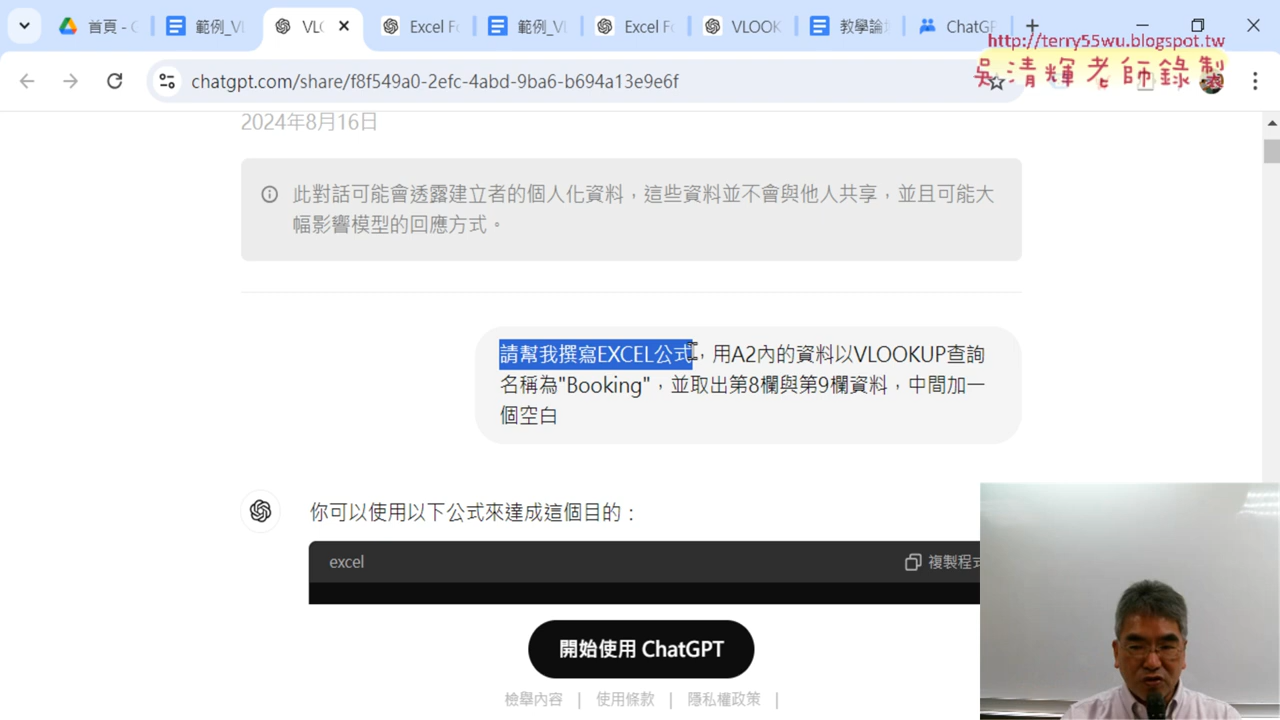 首頁 - C
範例_VL
VLC
Excel Fo
範例_VL
Excel Fo
VLOOK
教學論
ChatGP
http://terry55wu.blogspot.tw
吳清輝老師錄製
chatgpt.com/share/f3f549a0-2efc-4abd-9ba6-b694a13e9e6f
2024年8月16日
此對話可能會透露建立者的個人化資料，這些資料並不會與他人共享，並且可能大
幅影響模型的回應方式。
請幫我撰寫EXCEL公式，用A2內的資料以VLOOKUP查詢
名稱為"Booking"，並取出第8欄與第9欄資料，中間加一
個空白
你可以使用以下公式來達成這個目的：
excel
複製程式
開始使用 ChatGPT
檢舉內容 | 使用條款 | 隱私權政策 |